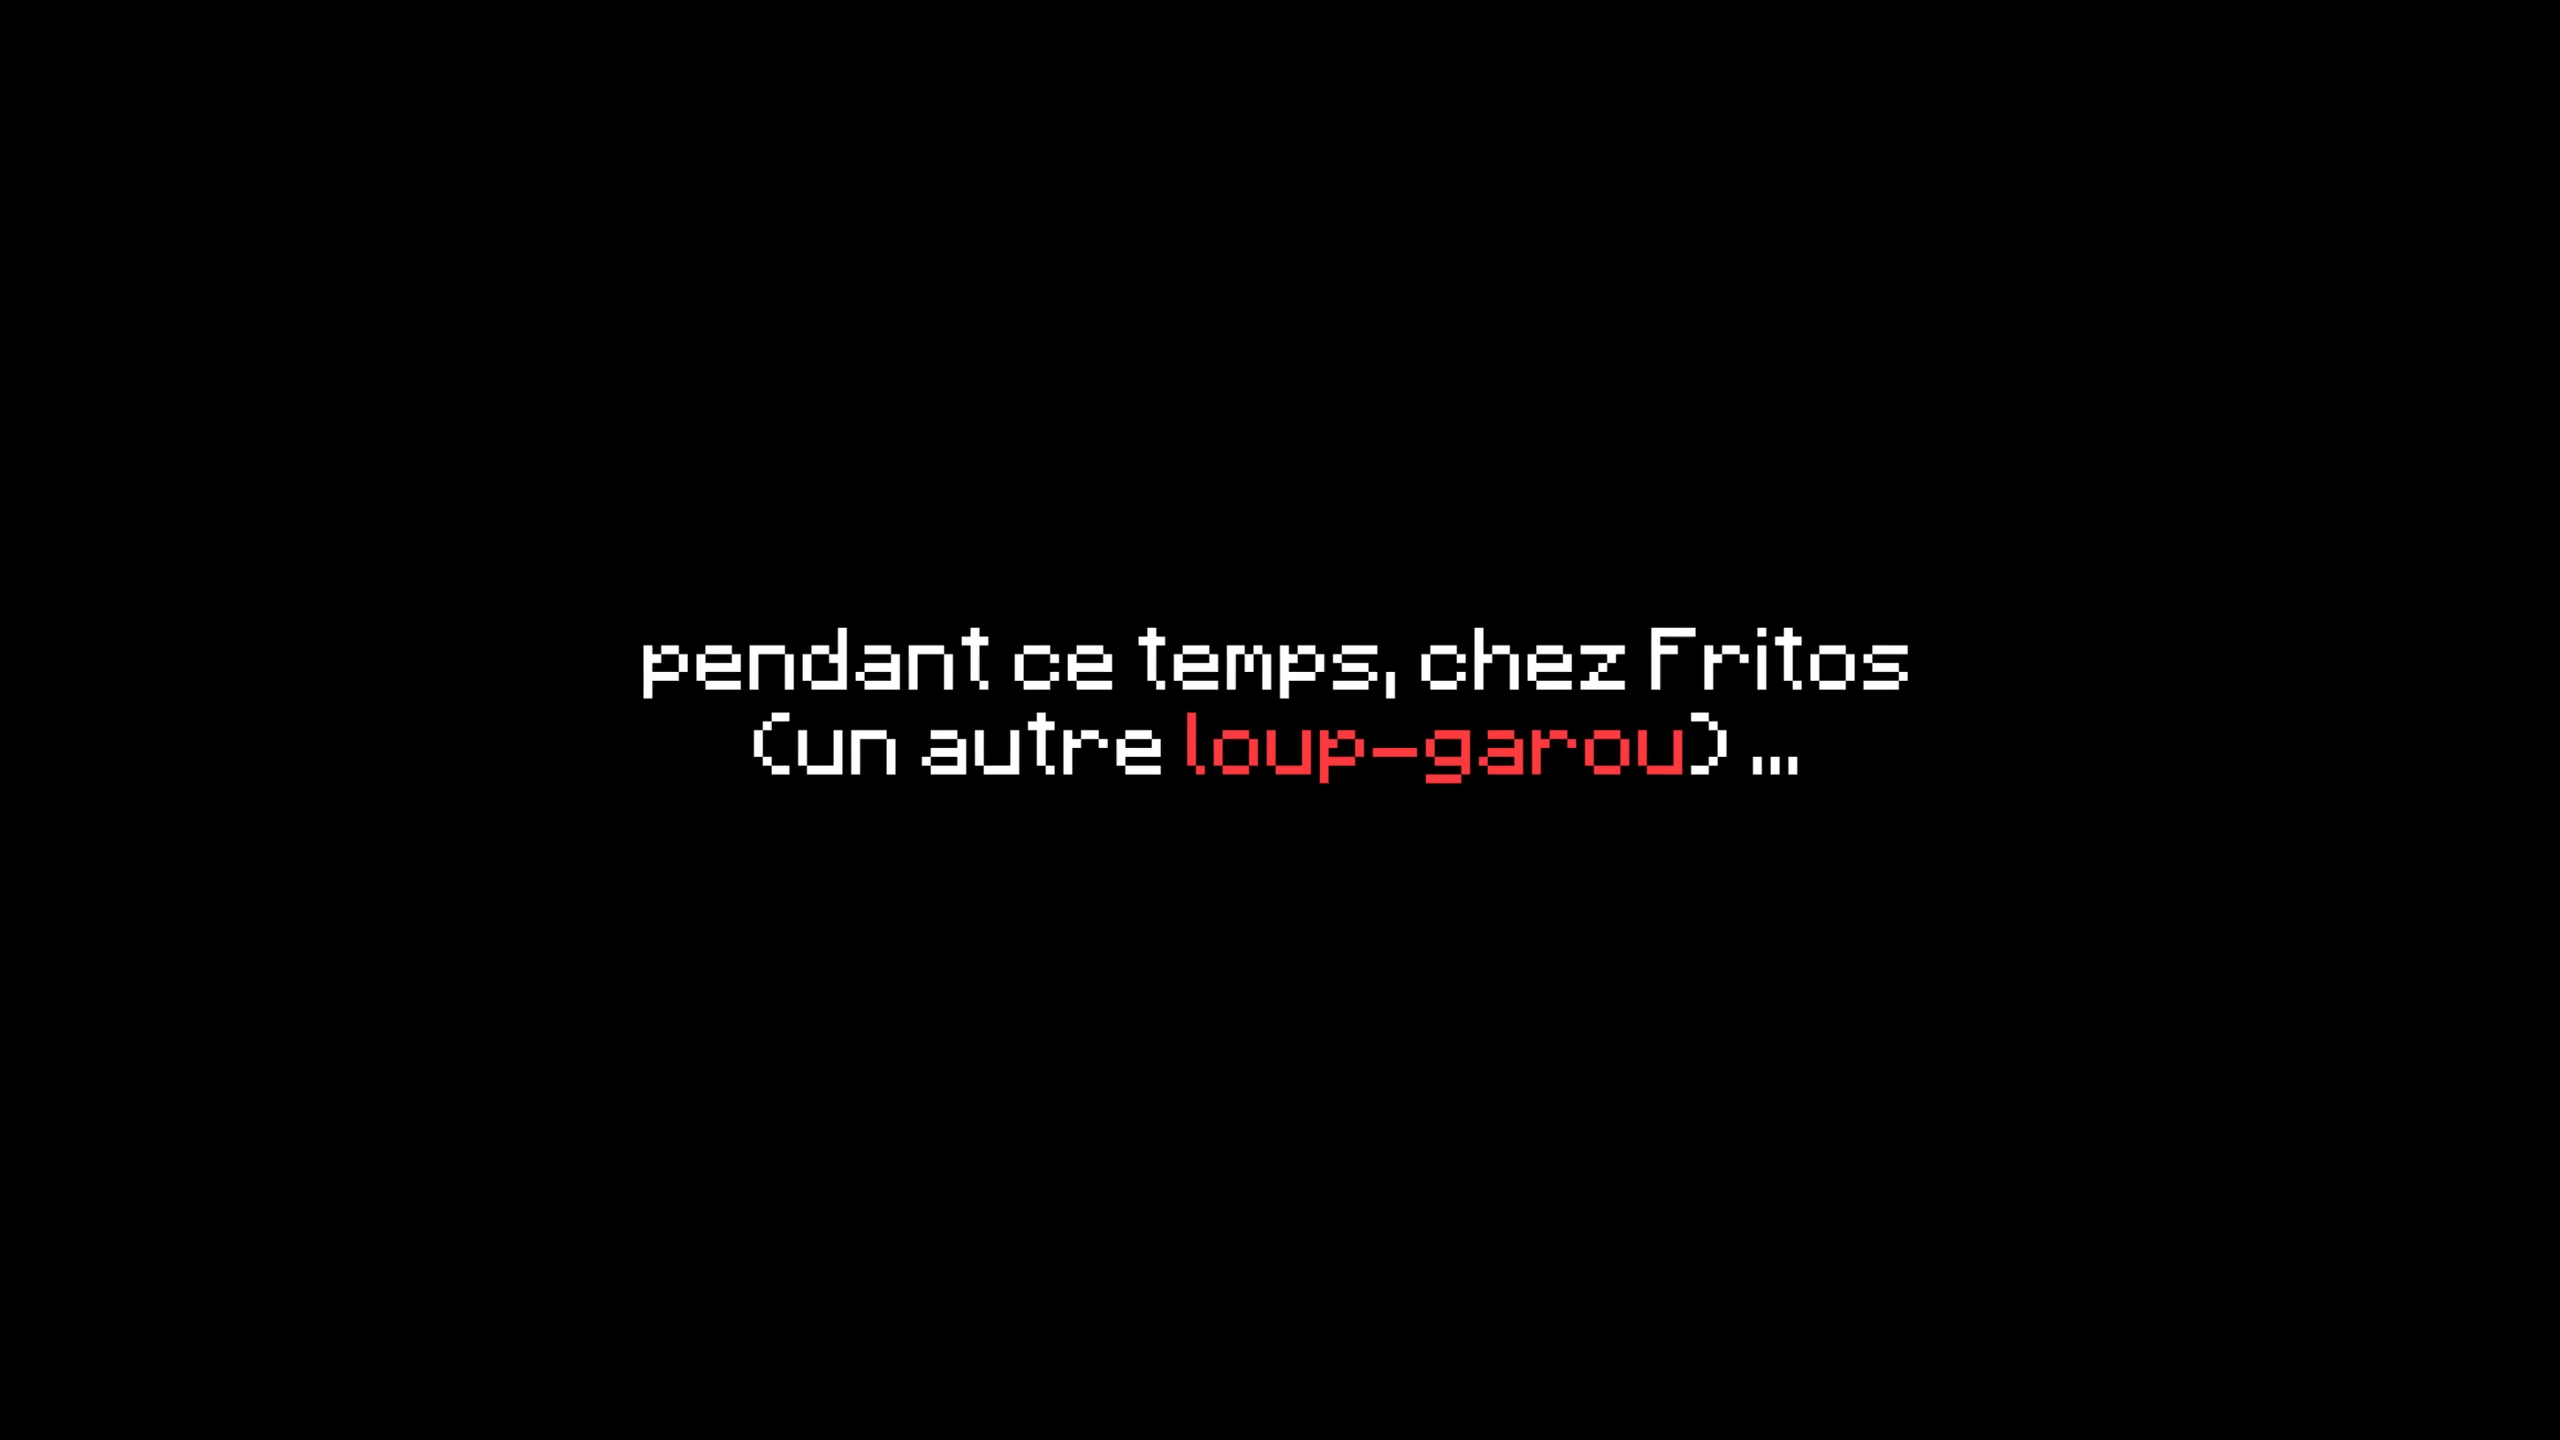 pendant ce temps, chez Fritos
(un autre loup-garou) ...